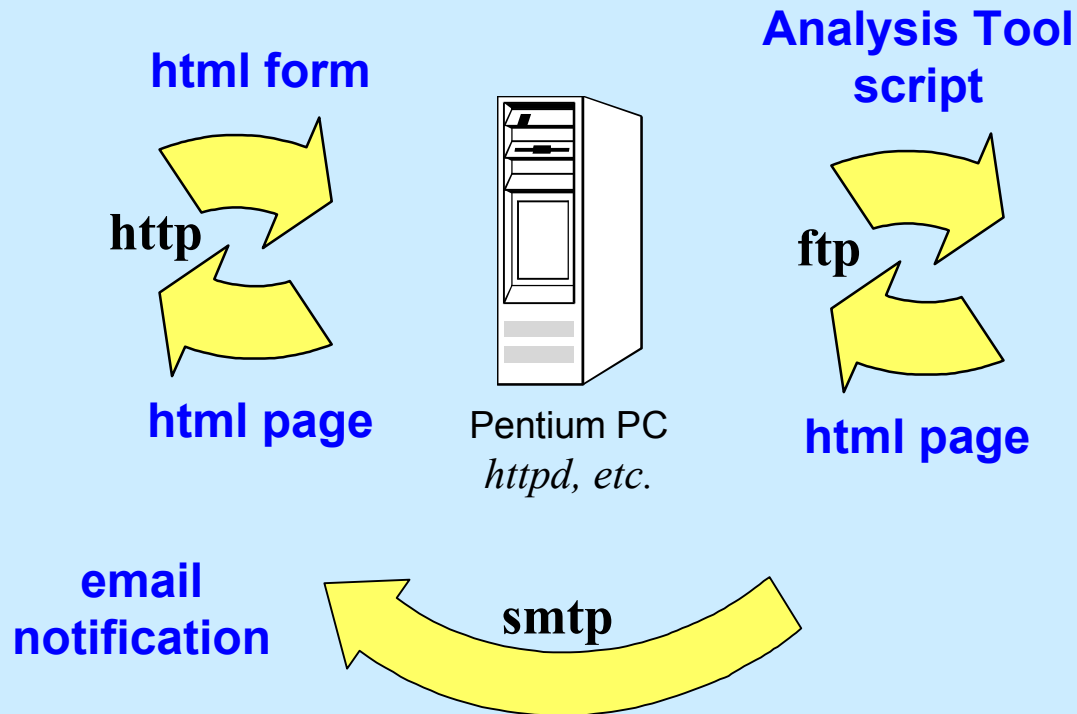 html form
http
html page
Pentium PC
httpd, etc.
Analysis Tool
script
ftp
html page
email
notification
smtp